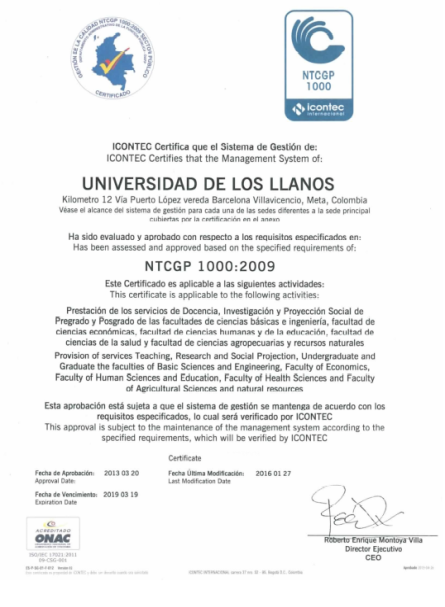 GESTIÓN DE LA CALIDAD NTCGP 1000:2009 SECTOR PÚBLICO
CERTIFICADO
NTCGP
1000
icontec
internacional
ICONTEC Certifica que el Sistema de Gestión de:
ICONTEC Certifies that the Management System of:
UNIVERSIDAD DE LOS LLANOS
Kilometro 12 Vía Puerto López vereda Barcelona Villavicencio, Meta, Colombia
Véase el alcance del sistema de gestión para cada una de las sedes diferentes a la sede principal
cubiertas por la certificación en el anexo
Ha sido evaluado y aprobado con respecto a los requisitos especificados en:
Has been assessed and approved based on the specified requirements of:
NTCGP 1000:2009
Este Certificado es aplicable a las siguientes actividades:
This certificate is applicable to the following activities:
Prestación de los servicios de Docencia, Investigación y Proyección Social de
Pregrado y Posgrado de las facultades de ciencias básicas e ingeniería, facultad de
ciencias económicas, facultad de ciencias humanas y de la educación, facultad de
ciencias de la salud y facultad de ciencias agropecuarias y recursos naturales
Provision of services Teaching, Research and Social Projection, Undergraduate and
Graduate the faculties of Basic Sciences and Engineering, Faculty of Economics,
Faculty of Human Sciences and Education, Faculty of Health Sciences and Faculty
of Agricultural Sciences and natural resources
Esta aprobación está sujeta a que el sistema de gestión se mantenga de acuerdo con los
requisitos especificados, lo cual será verificado por ICONTEC
This approval is subject to the maintenance of the management system according to the
specified requirements, which will be verified by ICONTEC
Certificate
Fecha de Aprobación: 2013 03 20 Fecha Última Modificación: 2016 01 27
Approval Date: Last Modification Date
Fecha de Vencimiento: 2019 03 19
Expiration Date
Roberto Enrique Montoya Villa
Director Ejecutivo
CEO
ACREDITADO
ONAC
ISO/IEC 17021:2011
09-CSG-001